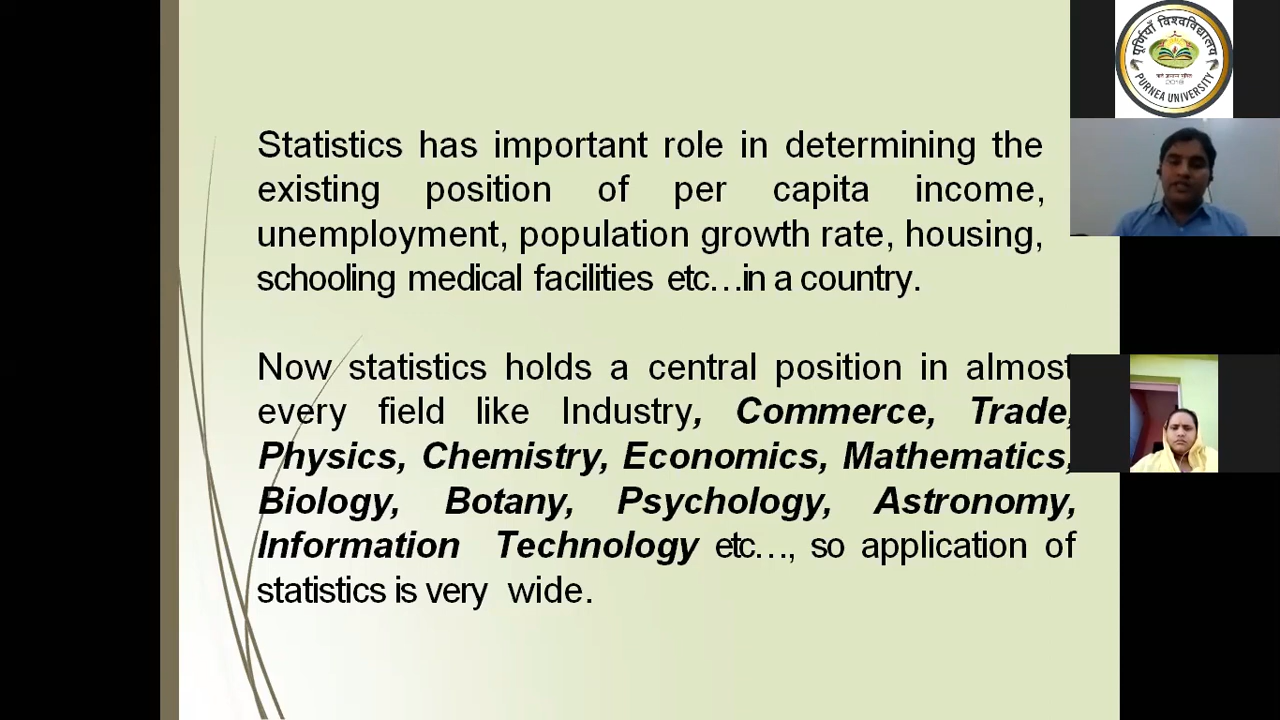 Statistics has important role in determining the
existing position of per capita income,
unemployment, population growth rate, housing,
schooling medical facilities etc...in a country.
Now statistics holds a central position in almost
every field like Industry, Commerce, Trade,
Physics, Chemistry, Economics, Mathematics,
Biology, Botany, Psychology, Astronomy,
Information Technology etc..., so application of
statistics is very wide.
पूर्णियाँ विश्वविद्यालय
PURNEA UNIVERSITY